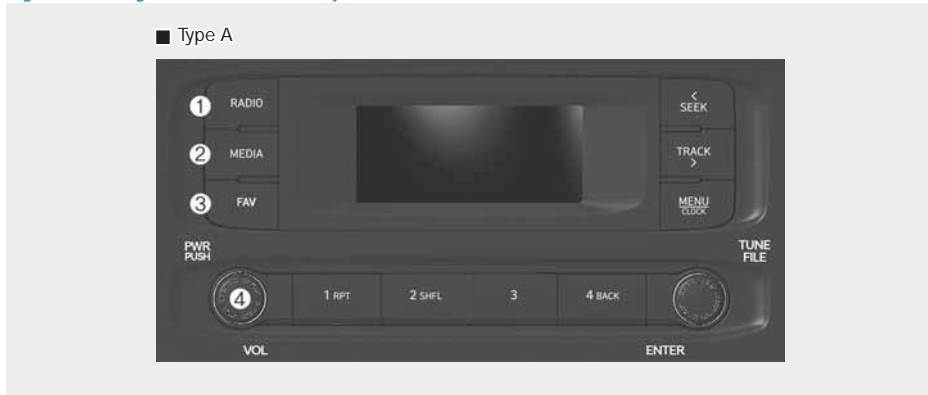 ■ Type A
1 RADIO
< SEEK
2 MEDIA
TRACK >
3 FAV
MENU
CLOCK
PWR
PUSH
TUNE
FILE
4
1 RPT
2 SHFL
3
4 BACK
VOL
ENTER